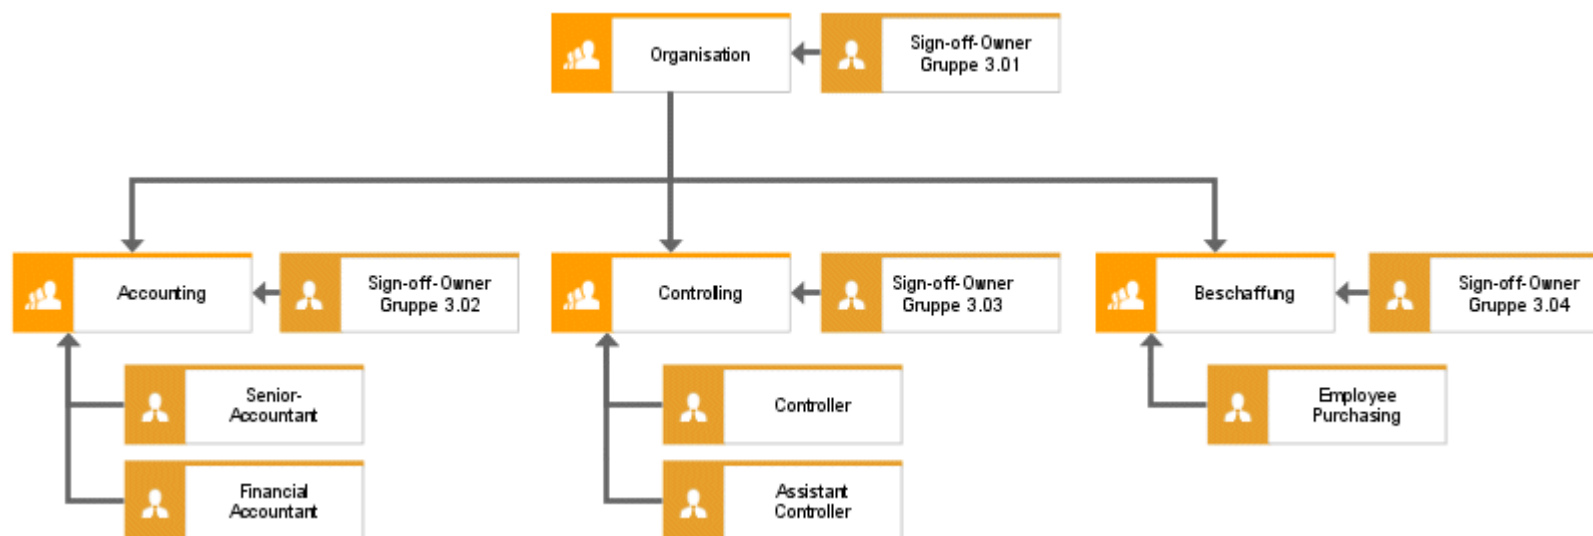 Organisation
Sign-off-Owner
Gruppe 3.01
Accounting
Sign-off-Owner
Gruppe 3.02
Controlling
Sign-off-Owner
Gruppe 3.03
Beschaffung
Sign-off-Owner
Gruppe 3.04
Senior-
Accountant
Controller
Employee
Purchasing
Financial
Accountant
Assistant
Controller